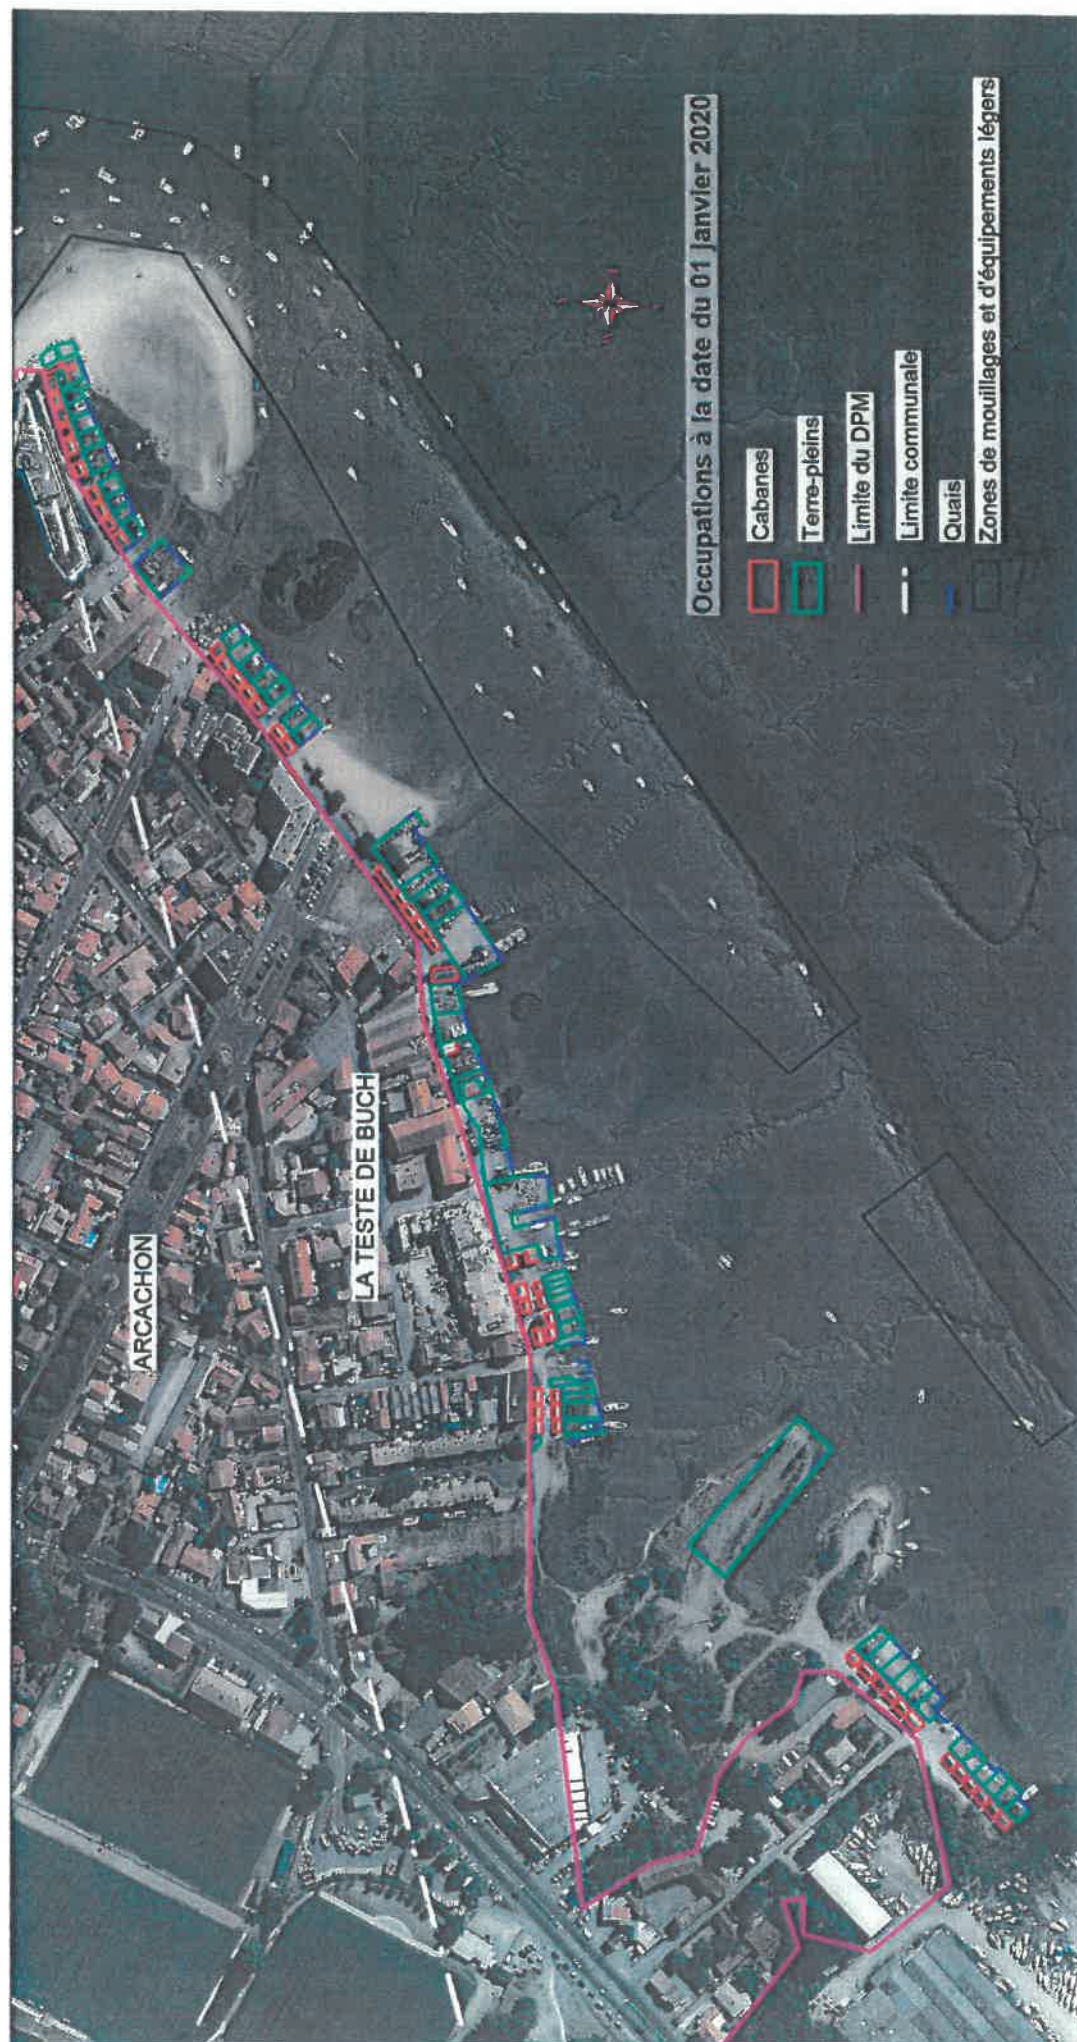 ARCACHON
LA TESTE DE BUCH
Occupations à la date du 01 janvier 2020
Cabanes
Terre-pleins
Limite du DPM
Limite communale
Quais
Zones de mouillages et d'équipements légers